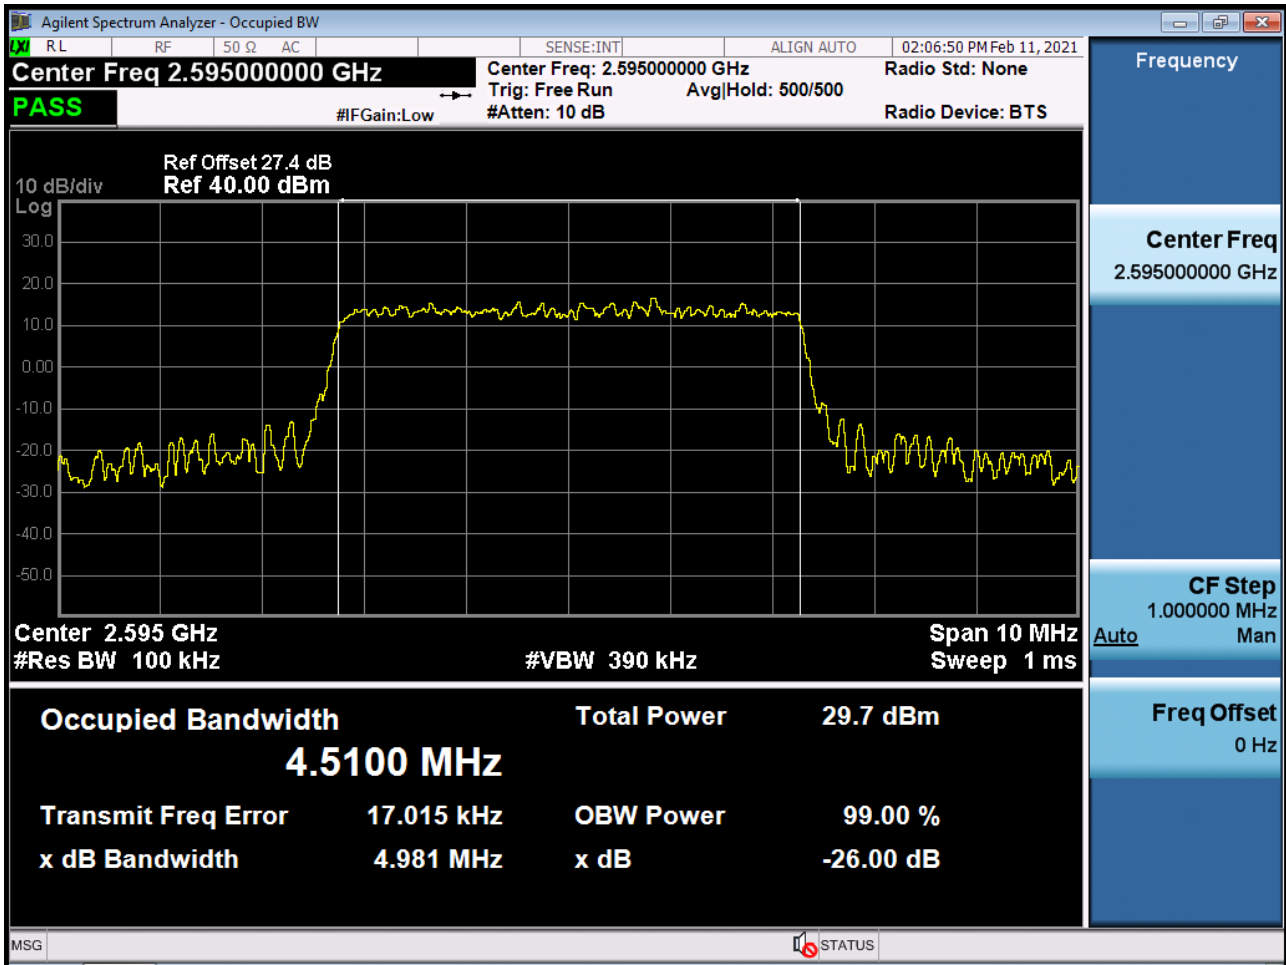 Agilent Spectrum Analyzer - Occupied BW
LXI RL RF 50 Ω AC SENSE:INT ALIGN AUTO 02:06:50 PM Feb 11, 2021
Center Freq 2.595000000 GHz
Center Freq: 2.595000000 GHz
Radio Std: None
Trig: Free Run Avg|Hold: 500/500
PASS
#IFGain:Low
#Atten: 10 dB
Radio Device: BTS
Ref Offset 27.4 dB
10 dB/div Ref 40.00 dBm
Log
30.0
20.0
10.0
0.00
-10.0
-20.0
-30.0
-40.0
-50.0
Center 2.595 GHz
Span 10 MHz
#Res BW 100 kHz
#VBW 390 kHz
Sweep 1 ms
Occupied Bandwidth
Total Power 29.7 dBm
4.5100 MHz
Transmit Freq Error 17.015 kHz
OBW Power 99.00 %
x dB Bandwidth 4.981 MHz
x dB -26.00 dB
Frequency
Center Freq
2.595000000 GHz
CF Step
1.000000 MHz
Auto Man
Freq Offset
0 Hz
MSG
STATUS